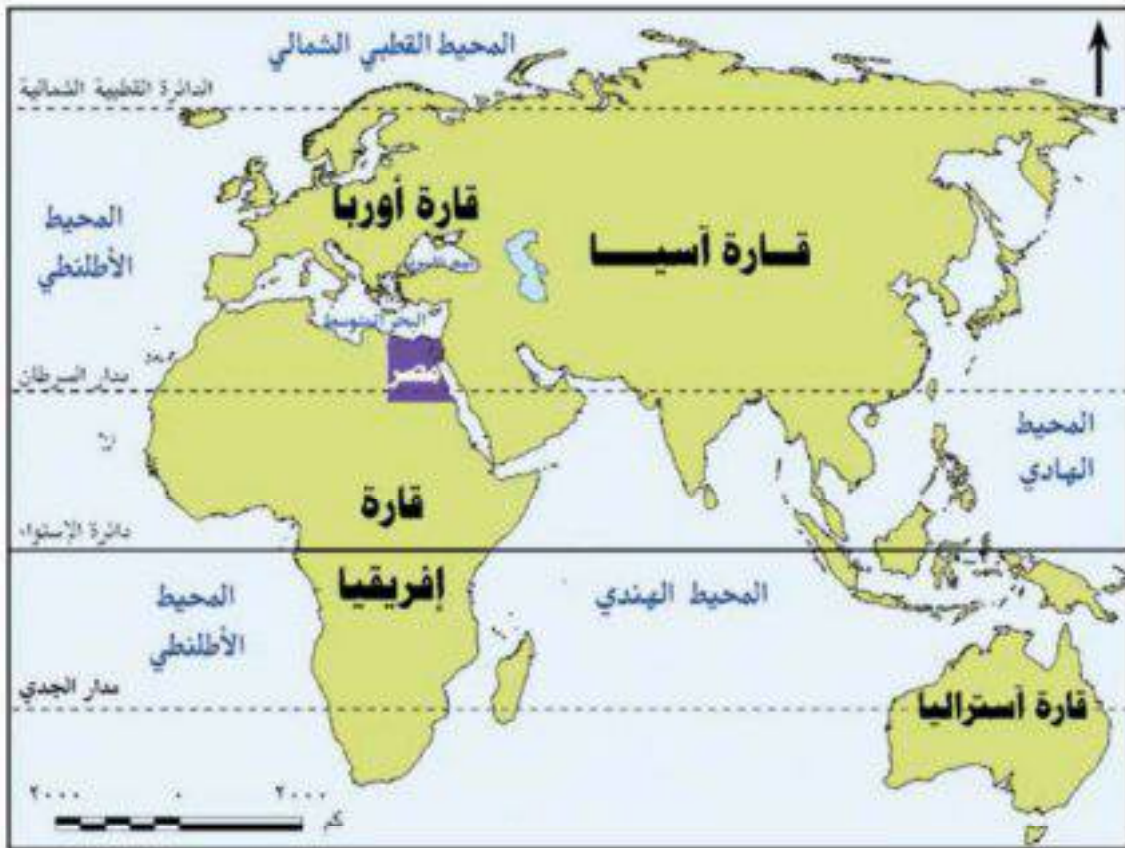 المحيط القطبي الشمالي
الدائرة القطبية الشمالية
قارة أوربا
المحيط
الأطلنطي
قارة آسيا
البحر المتوسط
مصر
مدار السرطان
المحيط
الهادي
قارة
إفريقيا
دائرة الإستواء
المحيط
الأطلنطي
المحيط الهندي
مدار الجدي
قارة أستراليا
٢٠٠٠ ٠ ٢٠٠٠
كم